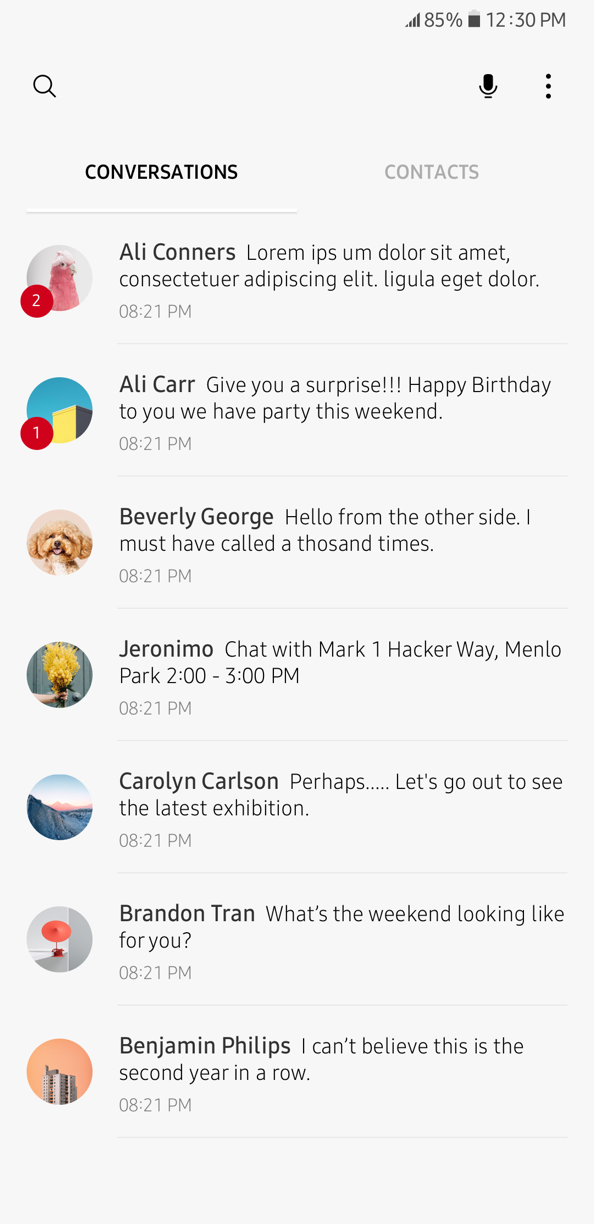 85% 12:30 PM
CONVERSATIONS CONTACTS
Ali Conners Lorem ips um dolor sit amet,
consectetuer adipiscing elit. ligula eget dolor.
2
08:21 PM
Ali Carr Give you a surprise!!! Happy Birthday
to you we have party this weekend.
1
08:21 PM
Beverly George Hello from the other side. I
must have called a thosand times.
08:21 PM
Jeronimo Chat with Mark 1 Hacker Way, Menlo
Park 2:00 - 3:00 PM
08:21 PM
Carolyn Carlson Perhaps..... Let's go out to see
the latest exhibition.
08:21 PM
Brandon Tran What’s the weekend looking like
for you?
08:21 PM
Benjamin Philips I can’t believe this is the
second year in a row.
08:21 PM